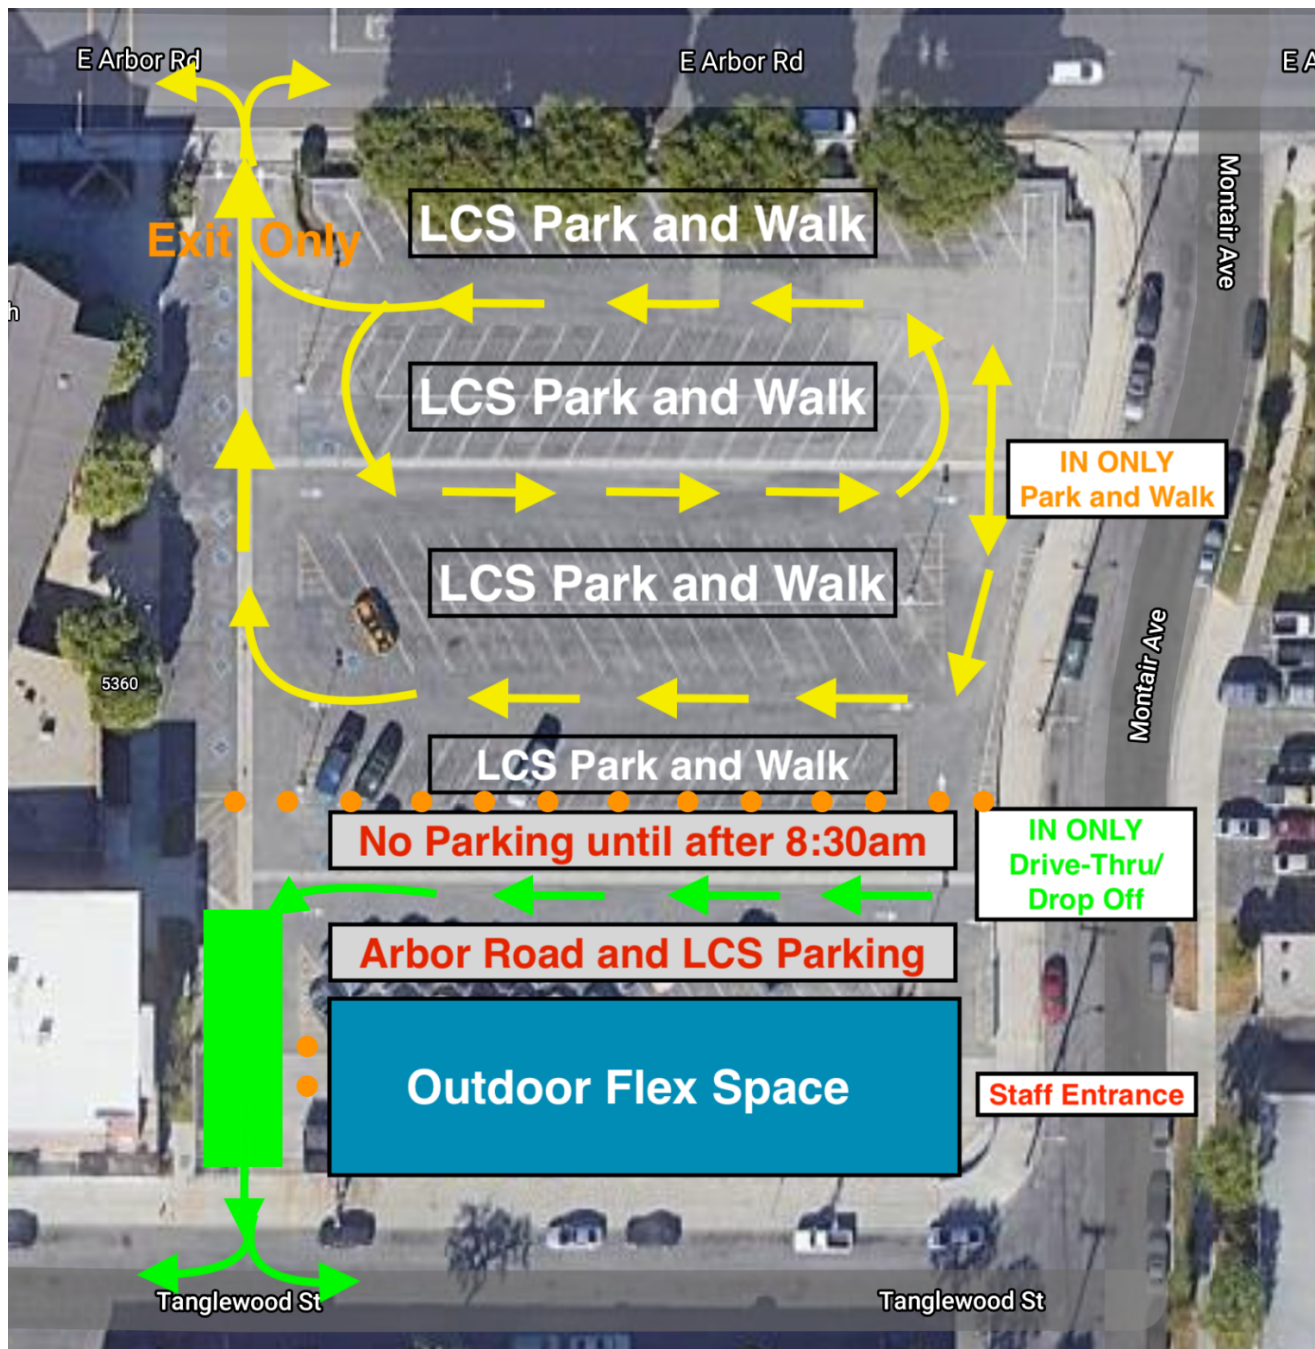 E Arbor Rd
E Arbor Rd
E A
Montair Ave
LCS Park and Walk
Exit Only
h
LCS Park and Walk
IN ONLY
Park and Walk
LCS Park and Walk
5360
Montair Ave
LCS Park and Walk
No Parking until after 8:30am
IN ONLY
Drive-Thru/
Drop Off
Arbor Road and LCS Parking
Outdoor Flex Space
Staff Entrance
Tanglewood St
Tanglewood St